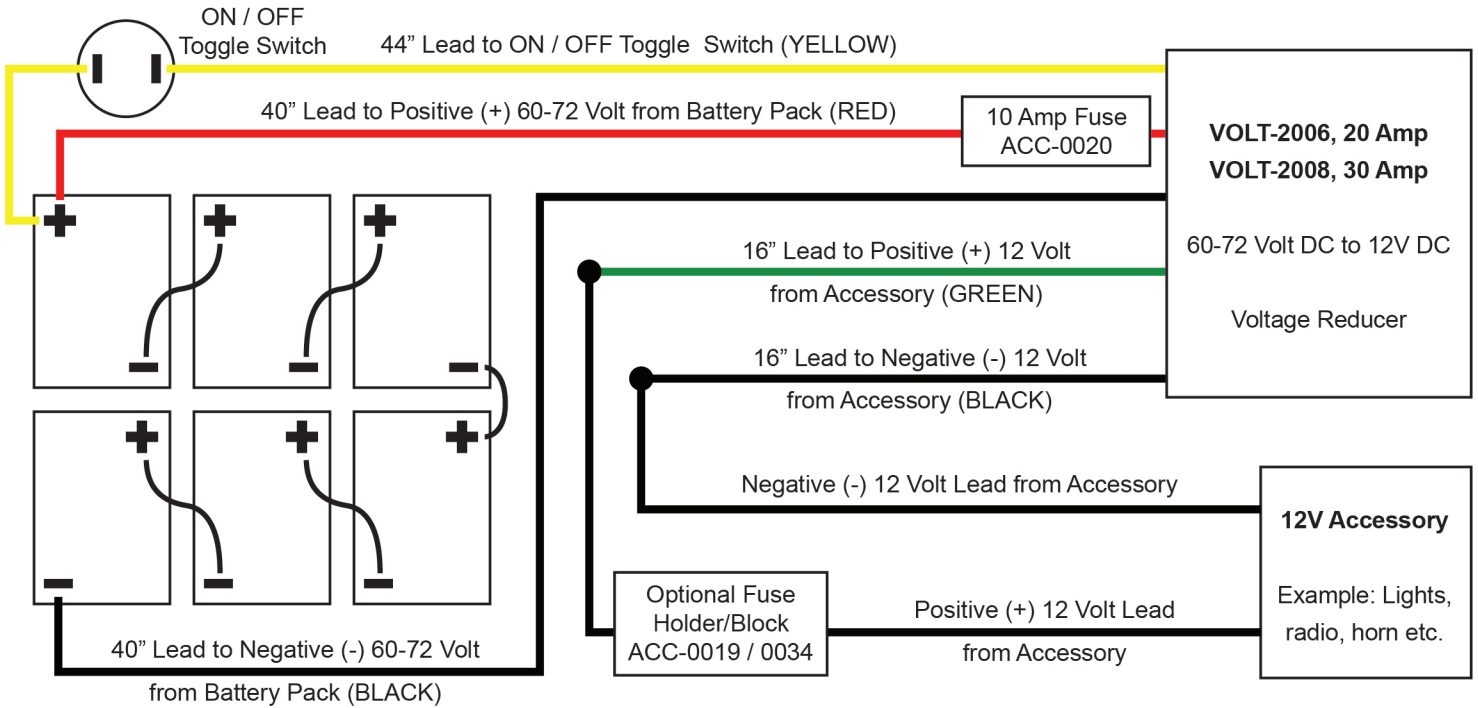 ON / OFF
Toggle Switch
44” Lead to ON / OFF Toggle Switch (YELLOW)
40” Lead to Positive (+) 60-72 Volt from Battery Pack (RED)
10 Amp Fuse
ACC-0020
VOLT-2006, 20 Amp
VOLT-2008, 30 Amp
60-72 Volt DC to 12V DC
Voltage Reducer
16” Lead to Positive (+) 12 Volt
from Accessory (GREEN)
16” Lead to Negative (-) 12 Volt
from Accessory (BLACK)
Negative (-) 12 Volt Lead from Accessory
12V Accessory
Example: Lights,
radio, horn etc.
Optional Fuse
Holder/Block
ACC-0019 / 0034
Positive (+) 12 Volt Lead
from Accessory
40” Lead to Negative (-) 60-72 Volt
from Battery Pack (BLACK)